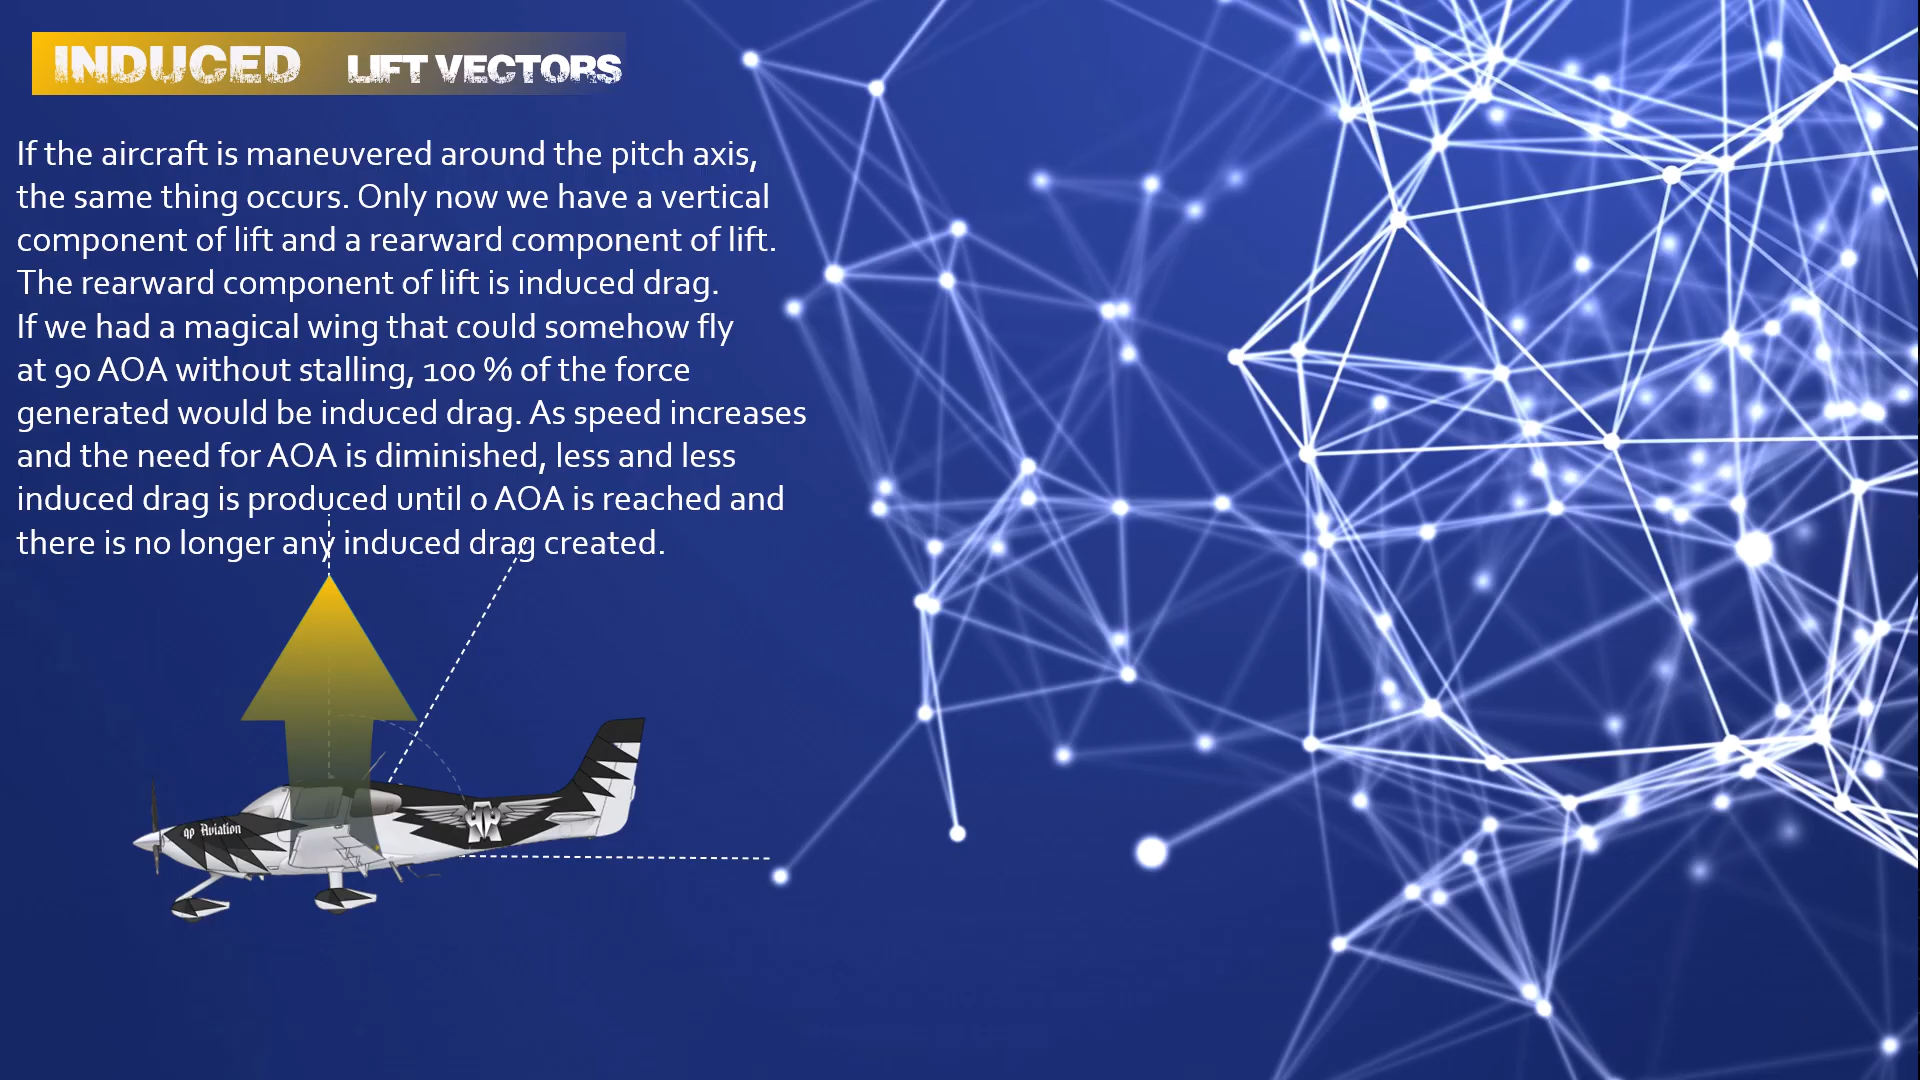 INDUCED LIFT VECTORS
If the aircraft is maneuvered around the pitch axis,
the same thing occurs. Only now we have a vertical
component of lift and a rearward component of lift.
The rearward component of lift is induced drag.
If we had a magical wing that could somehow fly
at 90 AOA without stalling, 100 % of the force
generated would be induced drag. As speed increases
and the need for AOA is diminished, less and less
induced drag is produced until 0 AOA is reached and
there is no longer any induced drag created.
90 Aviation